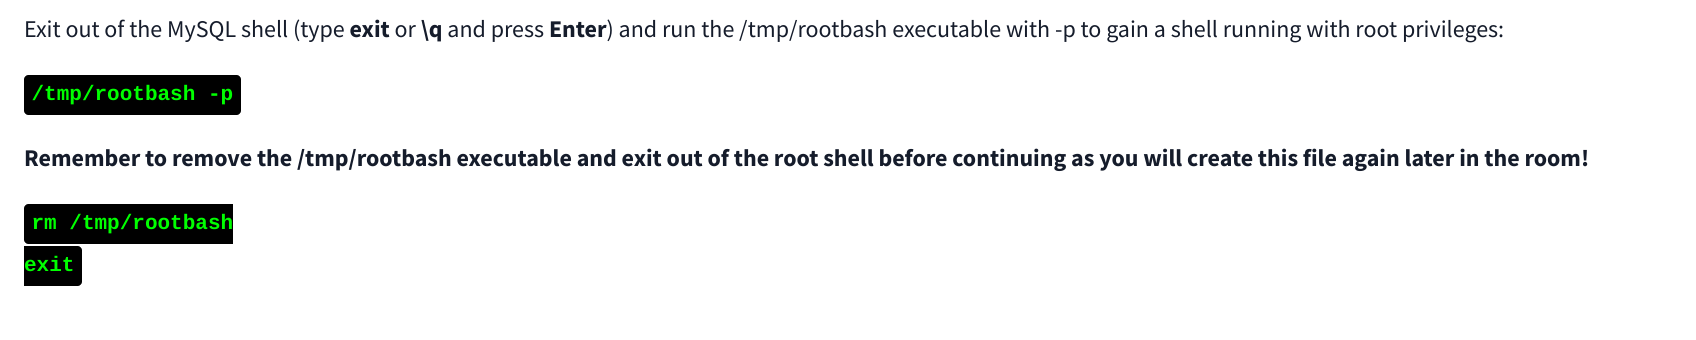 Exit out of the MySQL shell (type exit or \q and press Enter) and run the /tmp/rootbash executable with -p to gain a shell running with root privileges:
/tmp/rootbash -p
Remember to remove the /tmp/rootbash executable and exit out of the root shell before continuing as you will create this file again later in the room!
rm /tmp/rootbash
exit